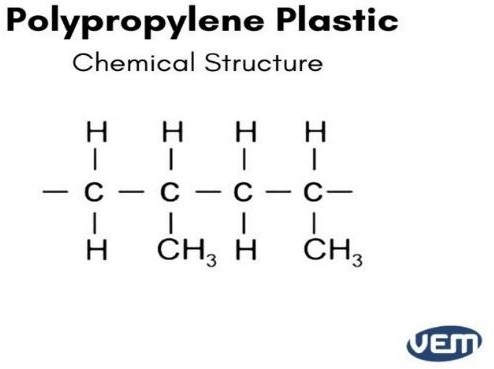 Polypropylene Plastic
Chemical Structure
H H H H
— C — C — C — C —
H CH₃ H CH₃
VEM